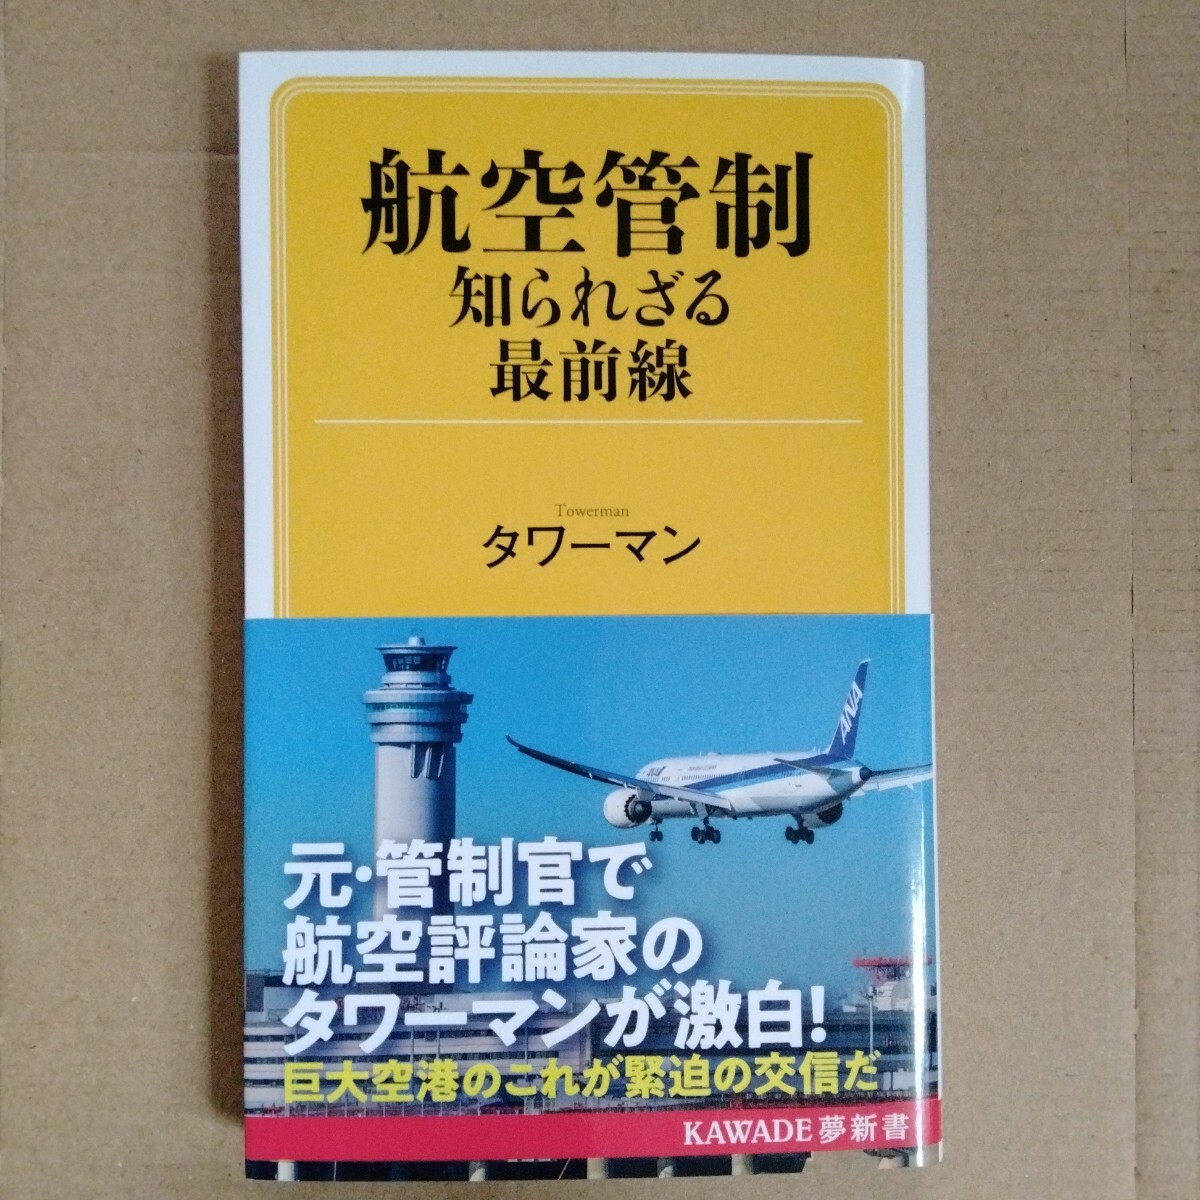 航空管制
知られざる
最前線
Towerman
タワーマン
ANA
ANA
元・管制官で
航空評論家の
タワーマンが激白!
巨大空港のこれが緊迫の交信だ
KAWADE夢新書